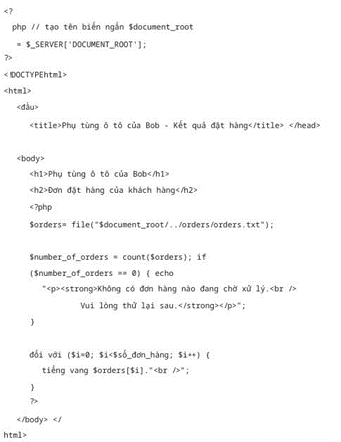 <?
php // tạo tên biến ngắn $document_root
= $_SERVER['DOCUMENT_ROOT'];
?>
<!DOCTYPEhtml>
<html>
<đầu>
<title>Phụ tùng ô tô của Bob - Kết quả đặt hàng</title> </head>
<body>
<h1>Phụ tùng ô tô của Bob</h1>
<h2>Đơn đặt hàng của khách hàng</h2>
<?php
$orders= file("$document_root/../orders/orders.txt");
$number_of_orders = count($orders); if
($number_of_orders == 0) { echo
"<p><strong>Không có đơn hàng nào đang chờ xử lý.<br />
Vui lòng thử lại sau.</strong></p>";
}
đối với ($i=0; $i<$số_đơn_hàng; $i++) {
tiếng vang $orders[$i]."<br />";
}
?>
</body> </
html>